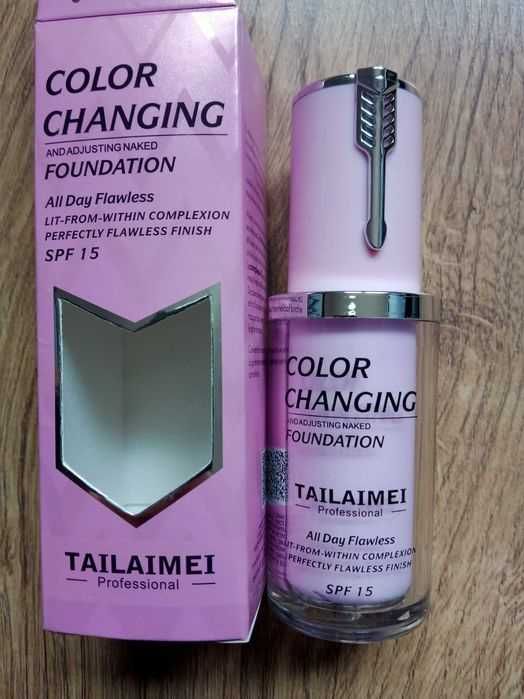 COLOR
CHANGING
AND ADJUSTING NAKED
FOUNDATION
All Day Flawless
LIT-FROM-WITHIN COMPLEXION
PERFECTLY FLAWLESS FINISH
SPF 15
TAILAIMEI
Professional
COLOR
CHANGING
AND ADJUSTING NAKED
FOUNDATION
TAILAIMEI
Professional
All Day Flawless
LIT-FROM-WITHIN COMPLEXION
PERFECTLY FLAWLESS FINISH
SPF 15